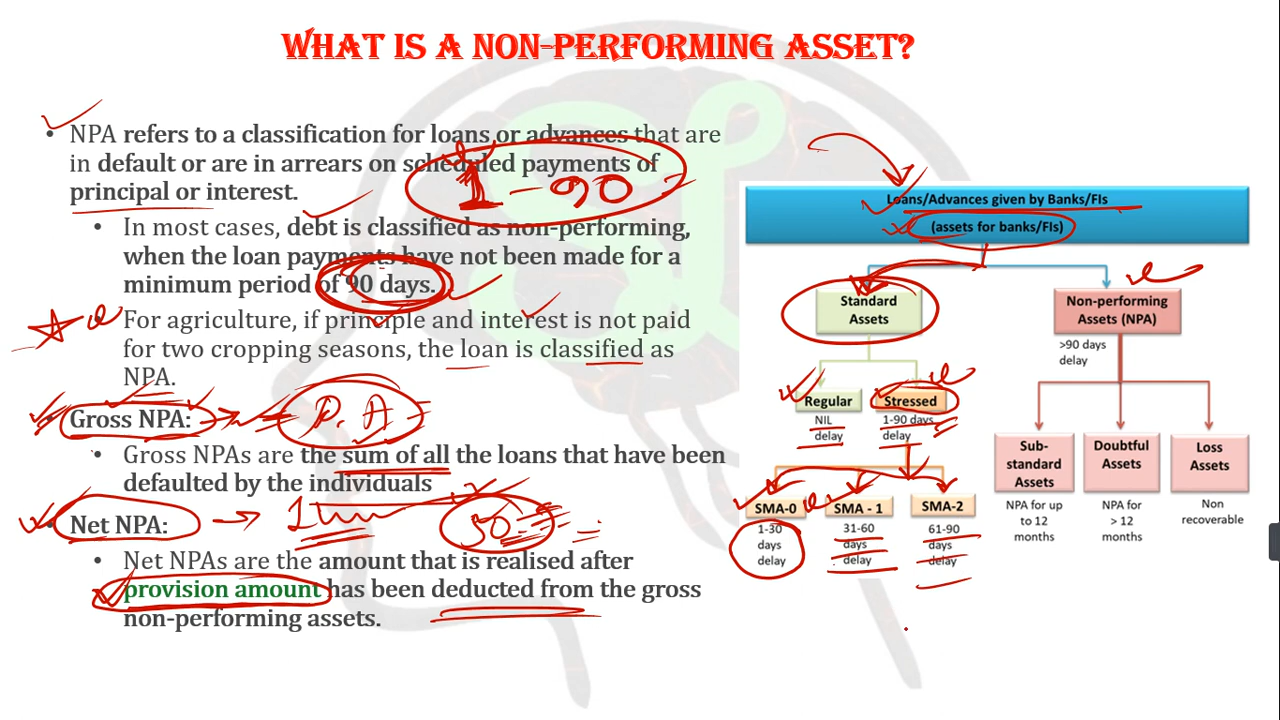 WHAT IS A NON-PERFORMING ASSET?
• NPA refers to a classification for loans or advances that are
in default or are in arrears on scheduled payments of
principal or interest.
1-90
• In most cases, debt is classified as non-performing,
when the loan payments have not been made for a
minimum period of 90 days.
• For agriculture, if principle and interest is not paid
for two cropping seasons, the loan is classified as
NPA.
• Gross NPA:
P. A
• Gross NPAs are the sum of all the loans that have been
defaulted by the individuals
• Net NPA:
• Net NPAs are the amount that is realised after
provision amount has been deducted from the gross
non-performing assets.
Loans/Advances given by Banks/FIs
(assets for banks/FIs)
Standard
Assets
Non-performing
Assets (NPA)
>90 days
delay
Regular
NIL
delay
Stressed
1-90 days
delay
SMA-0
1-30
days
delay
SMA - 1
31-60
days
delay
SMA-2
61-90
days
delay
Sub-
standard
Assets
NPA for up
to 12
months
Doubtful
Assets
NPA for
> 12
months
Loss
Assets
Non
recoverable